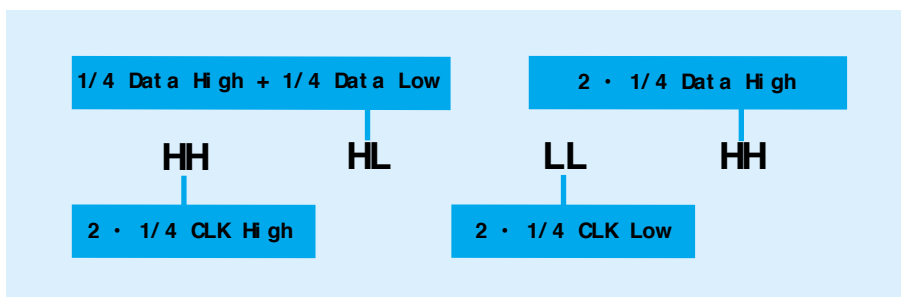 1/4 Data High + 1/4 Data Low
2 · 1/4 Data High
HH HL LL HH
2 · 1/4 CLK High
2 · 1/4 CLK Low